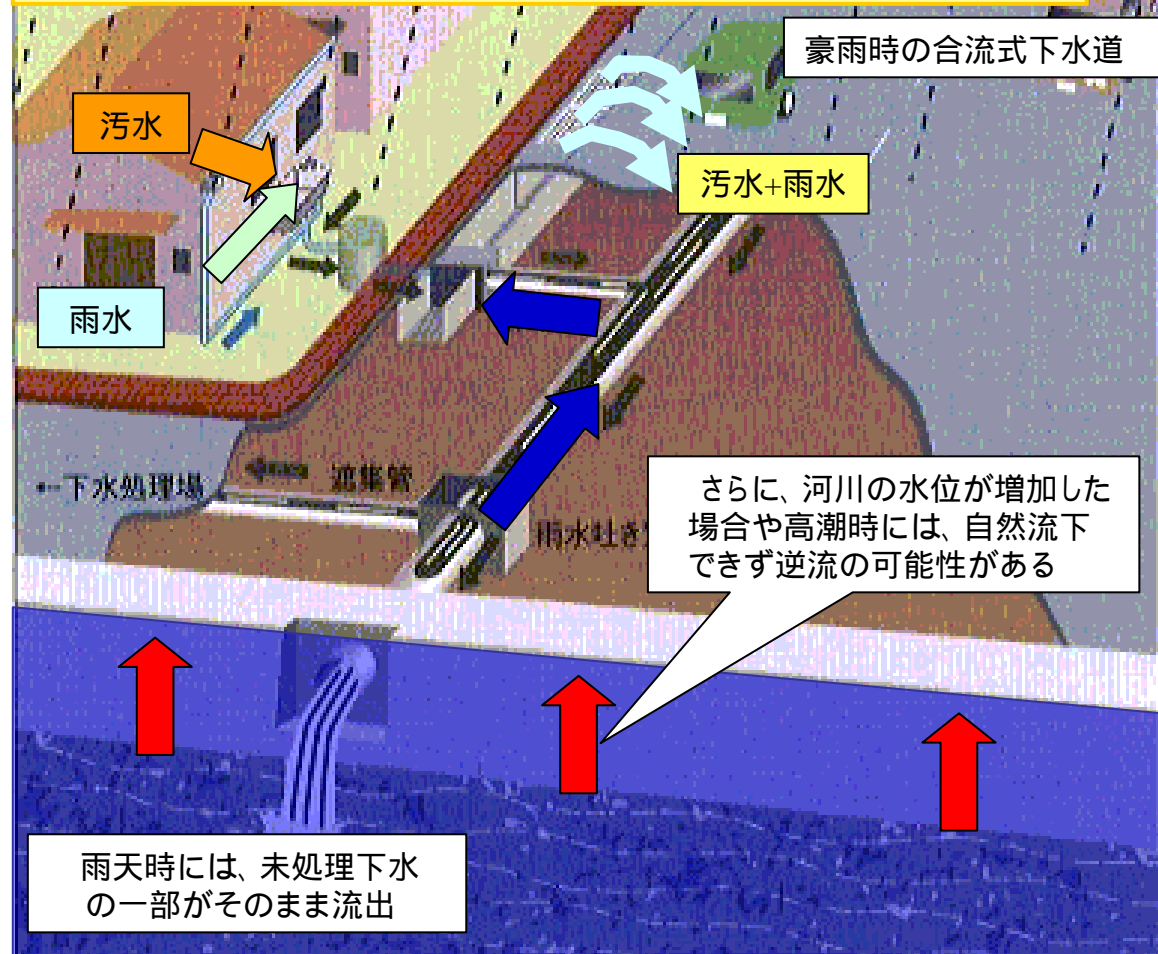 豪雨時の合流式下水道
汚水
汚水+雨水
雨水
←下水処理場
遮集管
雨水吐き
さらに、河川の水位が増加した
場合や高潮時には、自然流下
できず逆流の可能性がある
雨天時には、未処理下水
の一部がそのまま流出